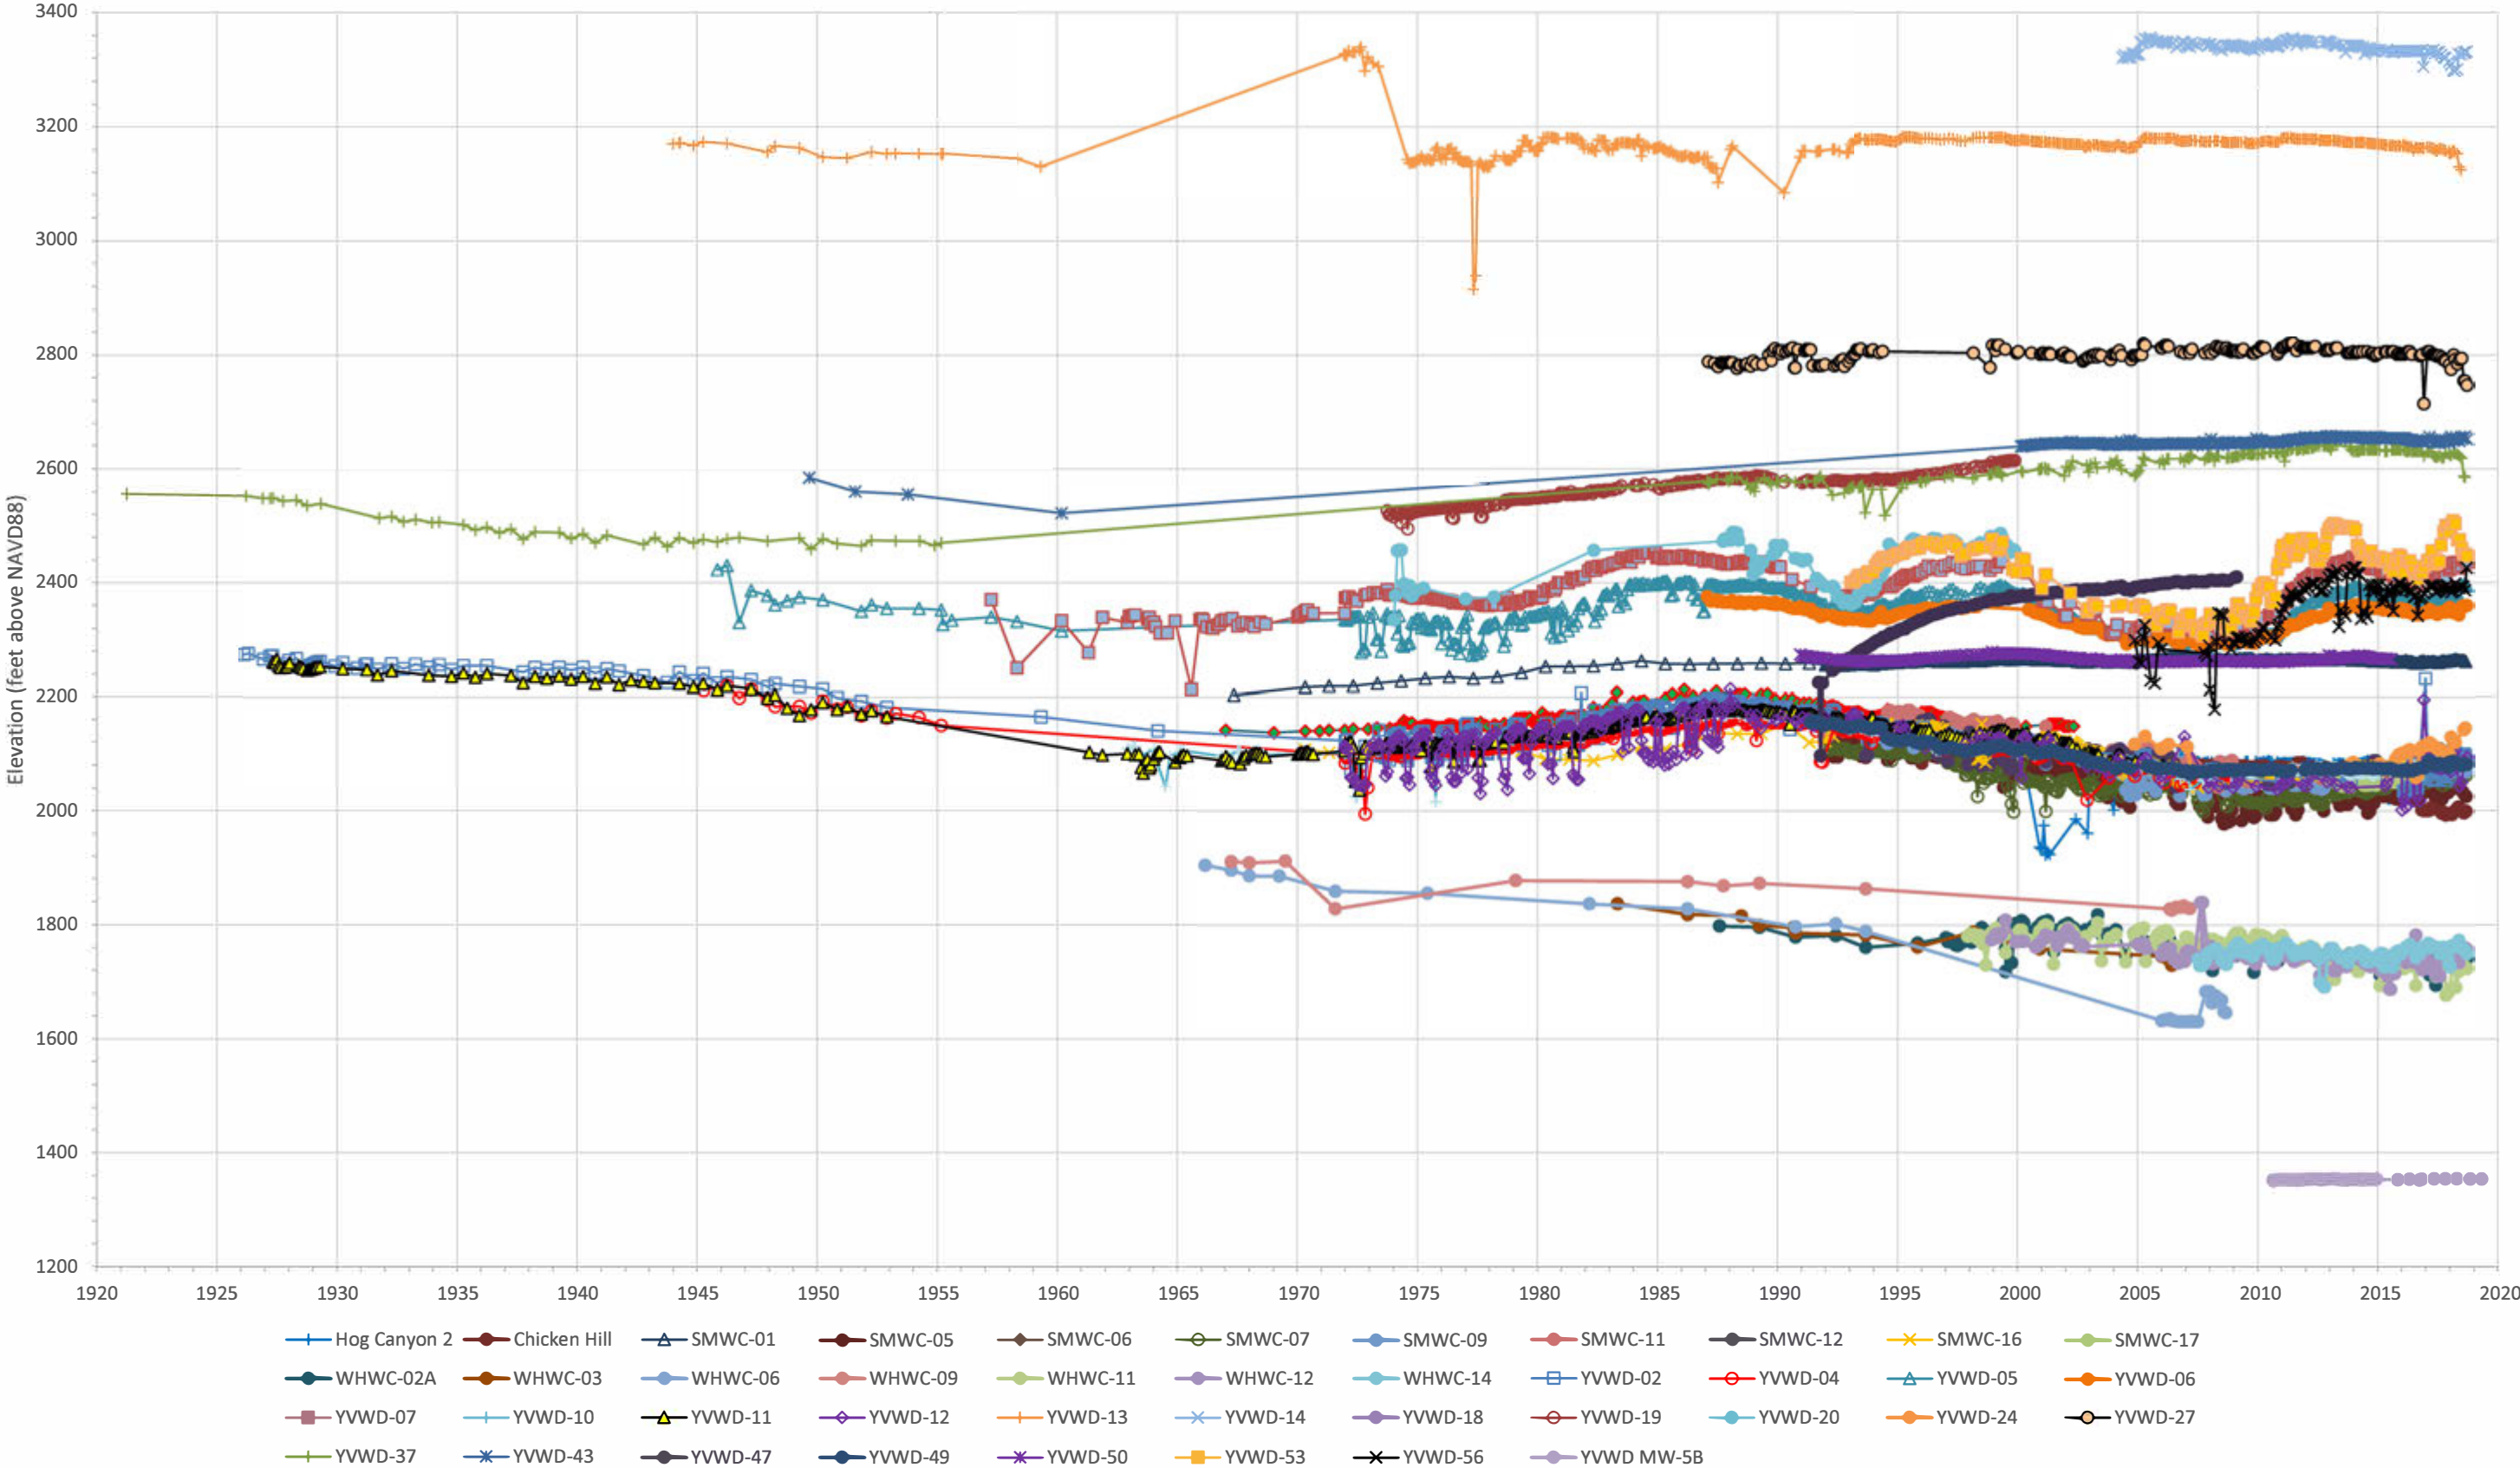 3400
3200
3000
2800
2600
2400
2200
2000
1800
1600
1400
1200
Elevation (feet above NAVD88)
1920 1925 1930 1935 1940 1945 1950 1955 1960 1965 1970 1975 1980 1985 1990 1995 2000 2005 2010 2015 2020
Hog Canyon 2 Chicken Hill SMWC-01 SMWC-05 SMWC-06 SMWC-07 SMWC-09 SMWC-11 SMWC-12 SMWC-16 SMWC-17
WHWC-02A WHWC-03 WHWC-06 WHWC-09 WHWC-11 WHWC-12 WHWC-14 YVWD-02 YVWD-04 YVWD-05 YVWD-06
YVWD-07 YVWD-10 YVWD-11 YVWD-12 YVWD-13 YVWD-14 YVWD-18 YVWD-19 YVWD-20 YVWD-24 YVWD-27
YVWD-37 YVWD-43 YVWD-47 YVWD-49 YVWD-50 YVWD-53 YVWD-56 YVWD MW-5B